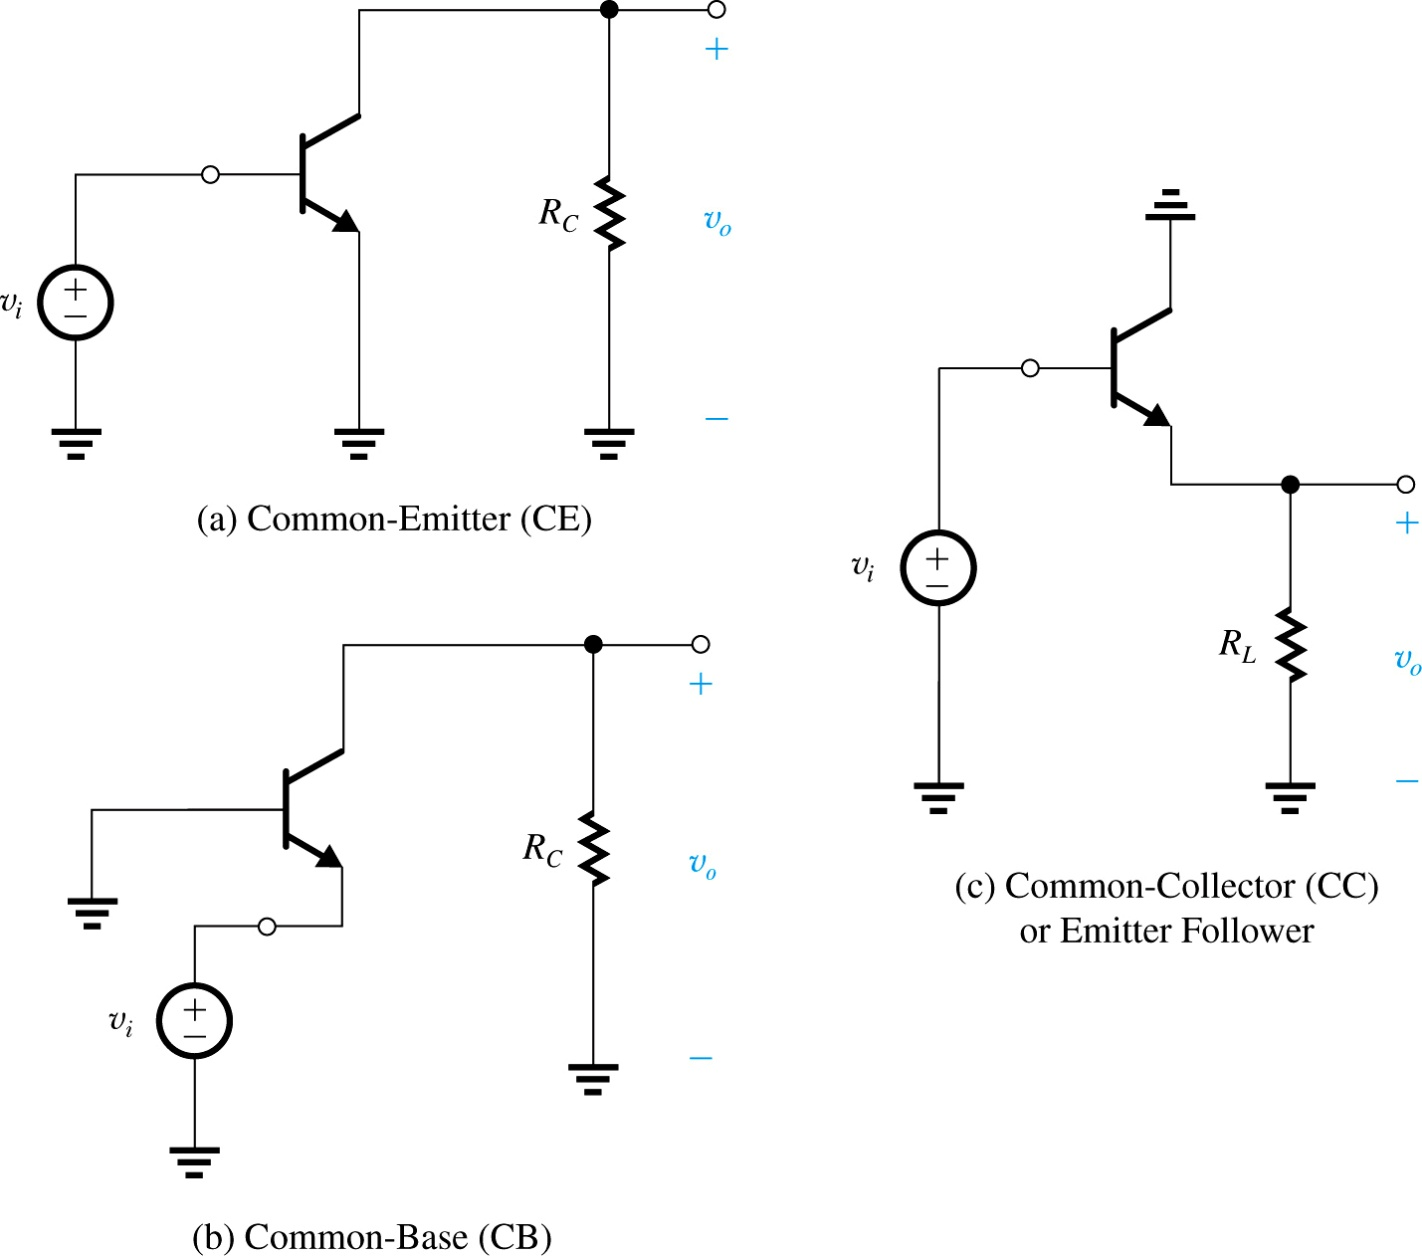 +
R_C
v_o
+
−
v_i
−
(a) Common-Emitter (CE)
+
R_C
v_o
+
−
v_i
−
(b) Common-Base (CB)
+
+
−
v_i
R_L
v_o
−
(c) Common-Collector (CC)
or Emitter Follower